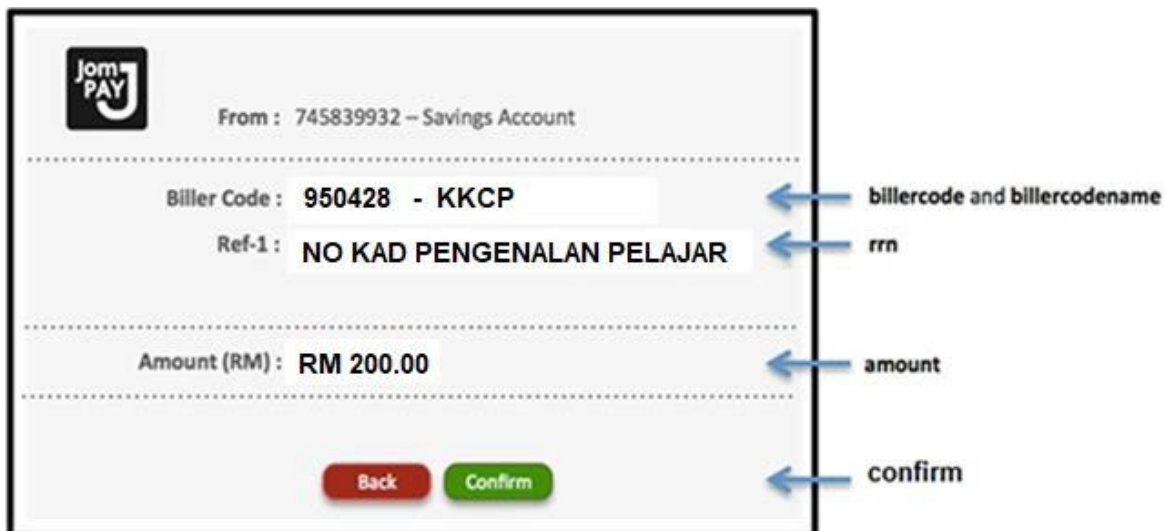 Jom
PAY
From : 745839932 – Savings Account
Biller Code : 950428 - KKCP
billercode and billercodename
Ref-1 : NO KAD PENGENALAN PELAJAR
rrn
Amount (RM) : RM 200.00
amount
Back Confirm
confirm